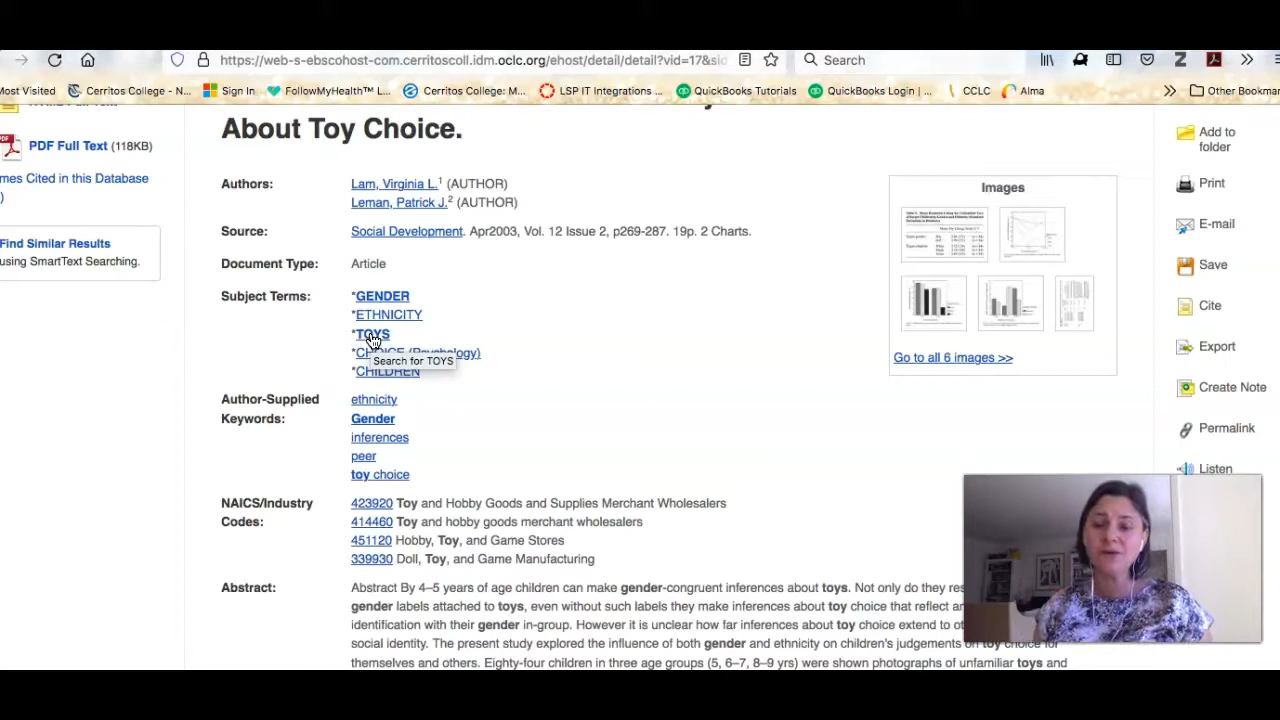 https://web-s-ebscohost-com.cerritoscoll.idm.oclc.org/ehost/detail/detail?vid=17&sid
Search
Most Visited
Cerritos College - N...
Sign In
FollowMyHealth™ L...
Cerritos College: M...
LSP IT Integrations ...
QuickBooks Tutorials
QuickBooks Login | ...
CCLC
Alma
Other Bookmar
About Toy Choice.
PDF Full Text (118KB)
mes Cited in this Database
)
Find Similar Results
using SmartText Searching.
Authors:
Lam, Virginia L.1 (AUTHOR)
Leman, Patrick J.2 (AUTHOR)
Source:
Social Development. Apr2003, Vol. 12 Issue 2, p269-287. 19p. 2 Charts.
Document Type:
Article
Subject Terms:
*GENDER
*ETHNICITY
*TOYS
*CHOICE (Psychology)
Search for TOYS
*CHILDREN
Author-Supplied Keywords:
ethnicity
Gender
inferences
peer
toy choice
NAICS/Industry Codes:
423920 Toy and Hobby Goods and Supplies Merchant Wholesalers
414460 Toy and hobby goods merchant wholesalers
451120 Hobby, Toy, and Game Stores
339930 Doll, Toy, and Game Manufacturing
Abstract:
Abstract By 4–5 years of age children can make gender-congruent inferences about toys. Not only do they res
gender labels attached to toys, even without such labels they make inferences about toy choice that reflect an
identification with their gender in-group. However it is unclear how far inferences about toy choice extend to ot
social identity. The present study explored the influence of both gender and ethnicity on children's judgements on toy choice for
themselves and others. Eighty-four children in three age groups (5, 6–7, 8–9 yrs) were shown photographs of unfamiliar toys and
Images
Go to all 6 images >>
Add to folder
Print
E-mail
Save
Cite
Export
Create Note
Permalink
Listen